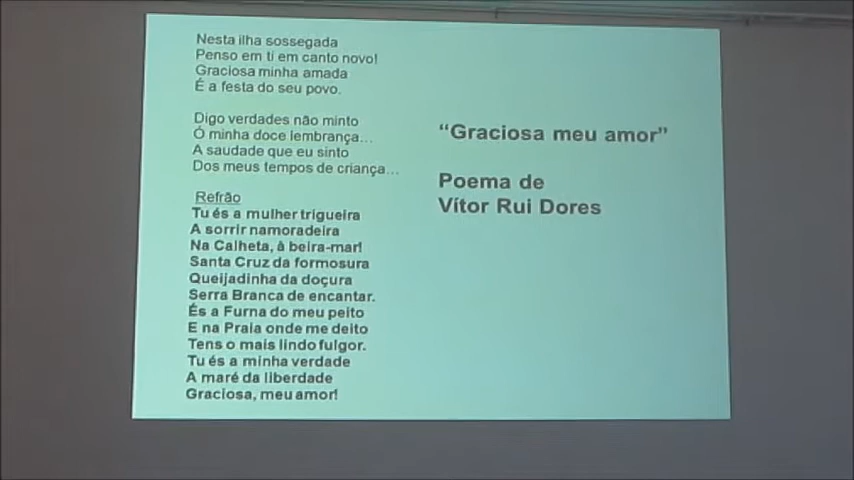 Nesta ilha sossegada
Penso em ti em canto novo!
Graciosa minha amada
É a festa do seu povo.
Digo verdades não minto
Ó minha doce lembrança...
A saudade que eu sinto
Dos meus tempos de criança...
Refrão
Tu és a mulher trigueira
A sorrir namoradeira
Na Calheta, à beira-mar!
Santa Cruz da formosura
Queijadinha da doçura
Serra Branca de encantar.
És a Furna do meu peito
E na Praia onde me deito
Tens o mais lindo fulgor.
Tu és a minha verdade
A maré da liberdade
Graciosa, meu amor!
“Graciosa meu amor”
Poema de
Vítor Rui Dores